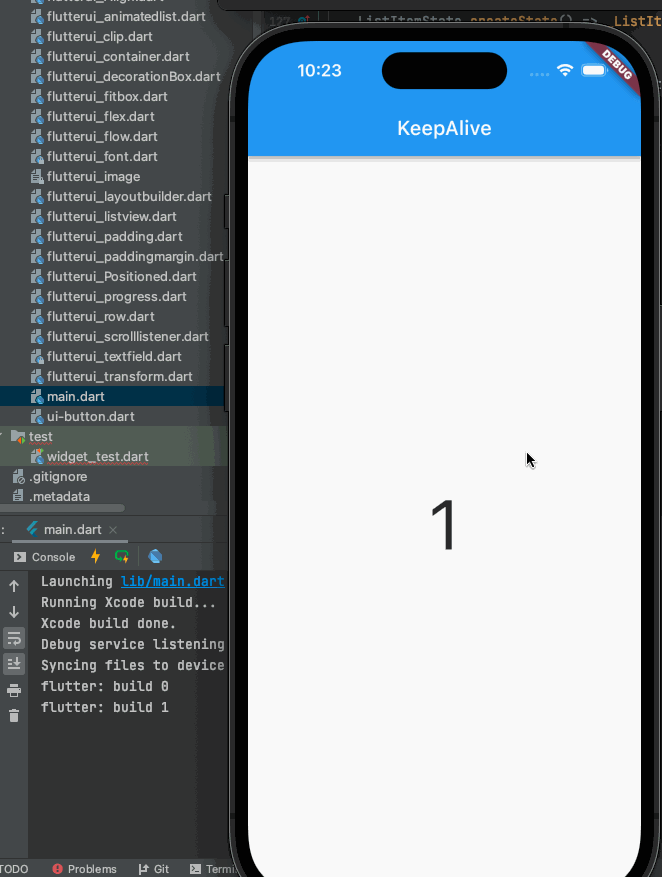 flutterui_animatedlist.dart
flutterui_clip.dart
flutterui_container.dart
flutterui_decorationBox.dart
flutterui_fitbox.dart
flutterui_flex.dart
flutterui_flow.dart
flutterui_font.dart
flutterui_image
flutterui_layoutbuilder.dart
flutterui_listview.dart
flutterui_padding.dart
flutterui_paddingmargin.dart
flutterui_Positioned.dart
flutterui_progress.dart
flutterui_row.dart
flutterui_scrolllistener.dart
flutterui_textfield.dart
flutterui_transform.dart
main.dart
ui-button.dart
test
widget_test.dart
.gitignore
.metadata
: main.dart ×
Console
Launching lib/main.dart
Running Xcode build...
Xcode build done.
Debug service listening
Syncing files to device
flutter: build 0
flutter: build 1
TODO Problems Git Termi
127 ListItemState createState() => ListIt
10:23
DEBUG
KeepAlive
1